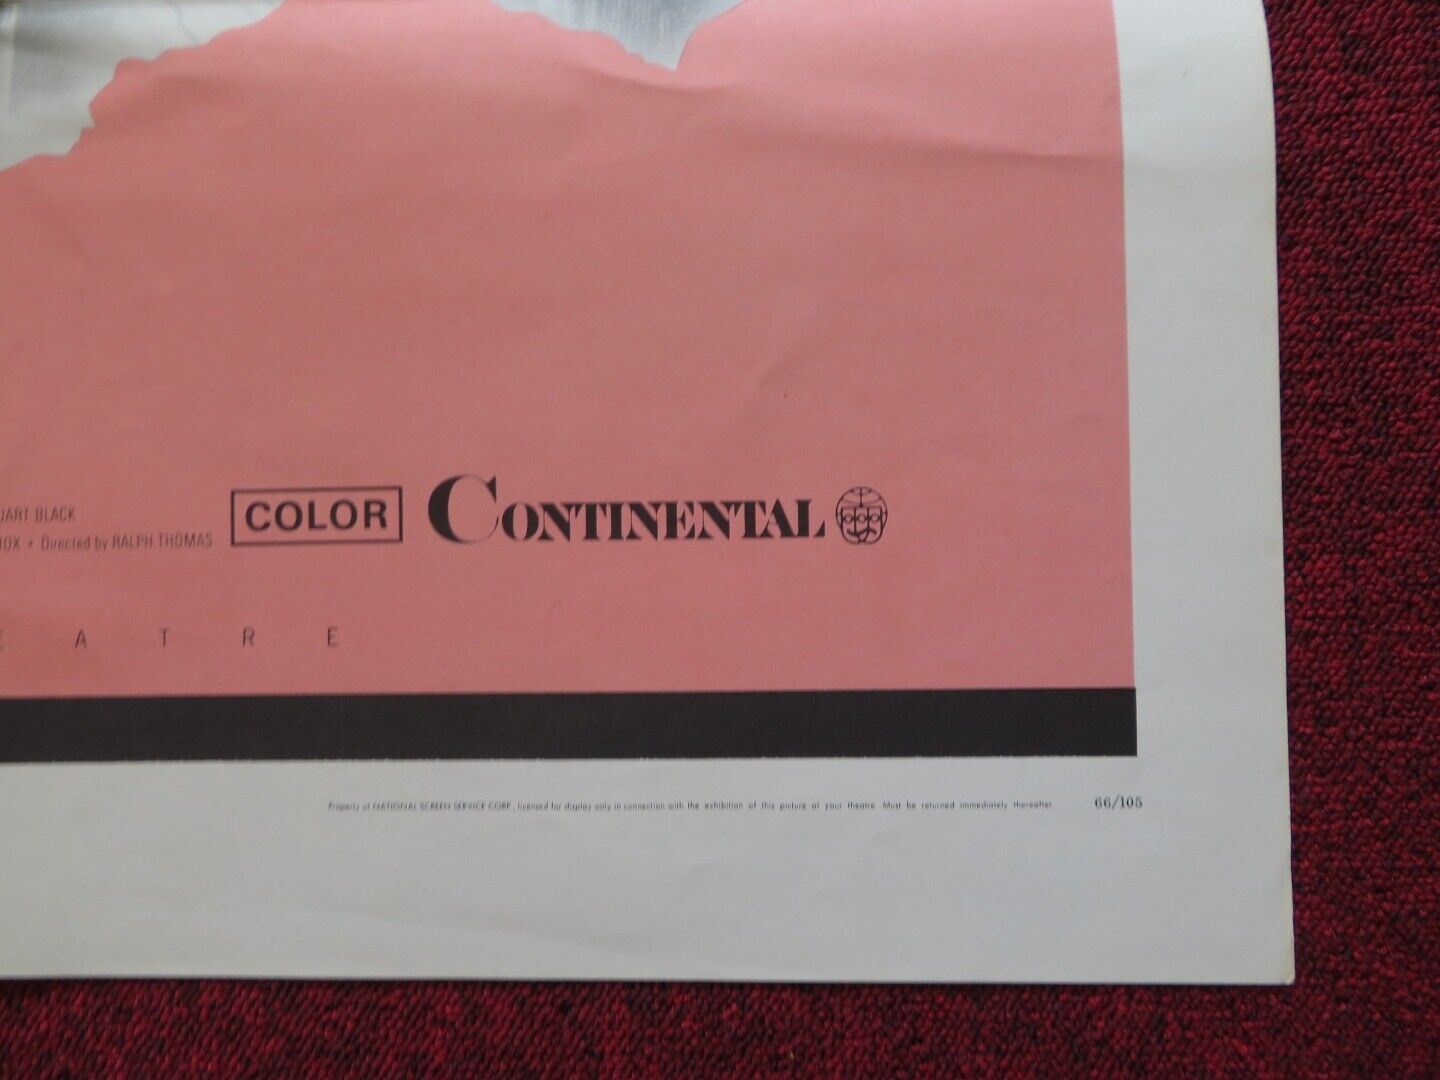 UART BLACK
BOX • Directed by RALPH THOMAS
COLOR
CONTINENTAL
E A T R E
Property of NATIONAL SCREEN SERVICE CORP., licensed for display only in connection with the exhibition of this picture at your theatre. Must be returned immediately thereafter.
66/105